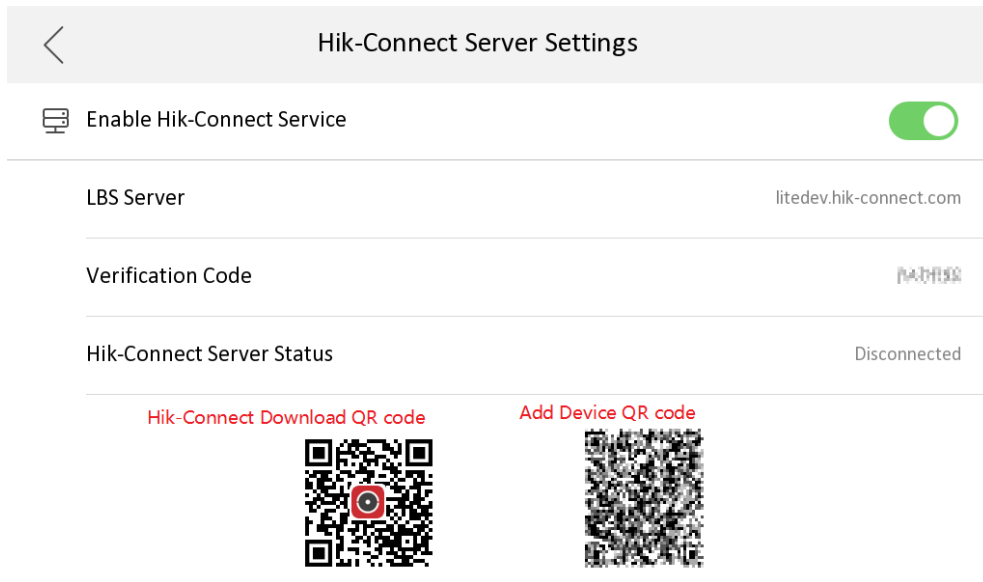 Hik-Connect Server Settings
Enable Hik-Connect Service
LBS Server litedev.hik-connect.com
Verification Code
Hik-Connect Server Status Disconnected
Hik-Connect Download QR code Add Device QR code